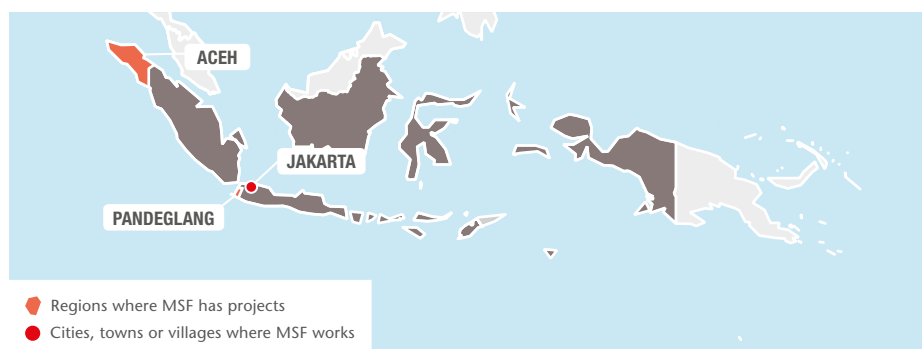 ACEH
JAKARTA
PANDEGLANG
Regions where MSF has projects
Cities, towns or villages where MSF works